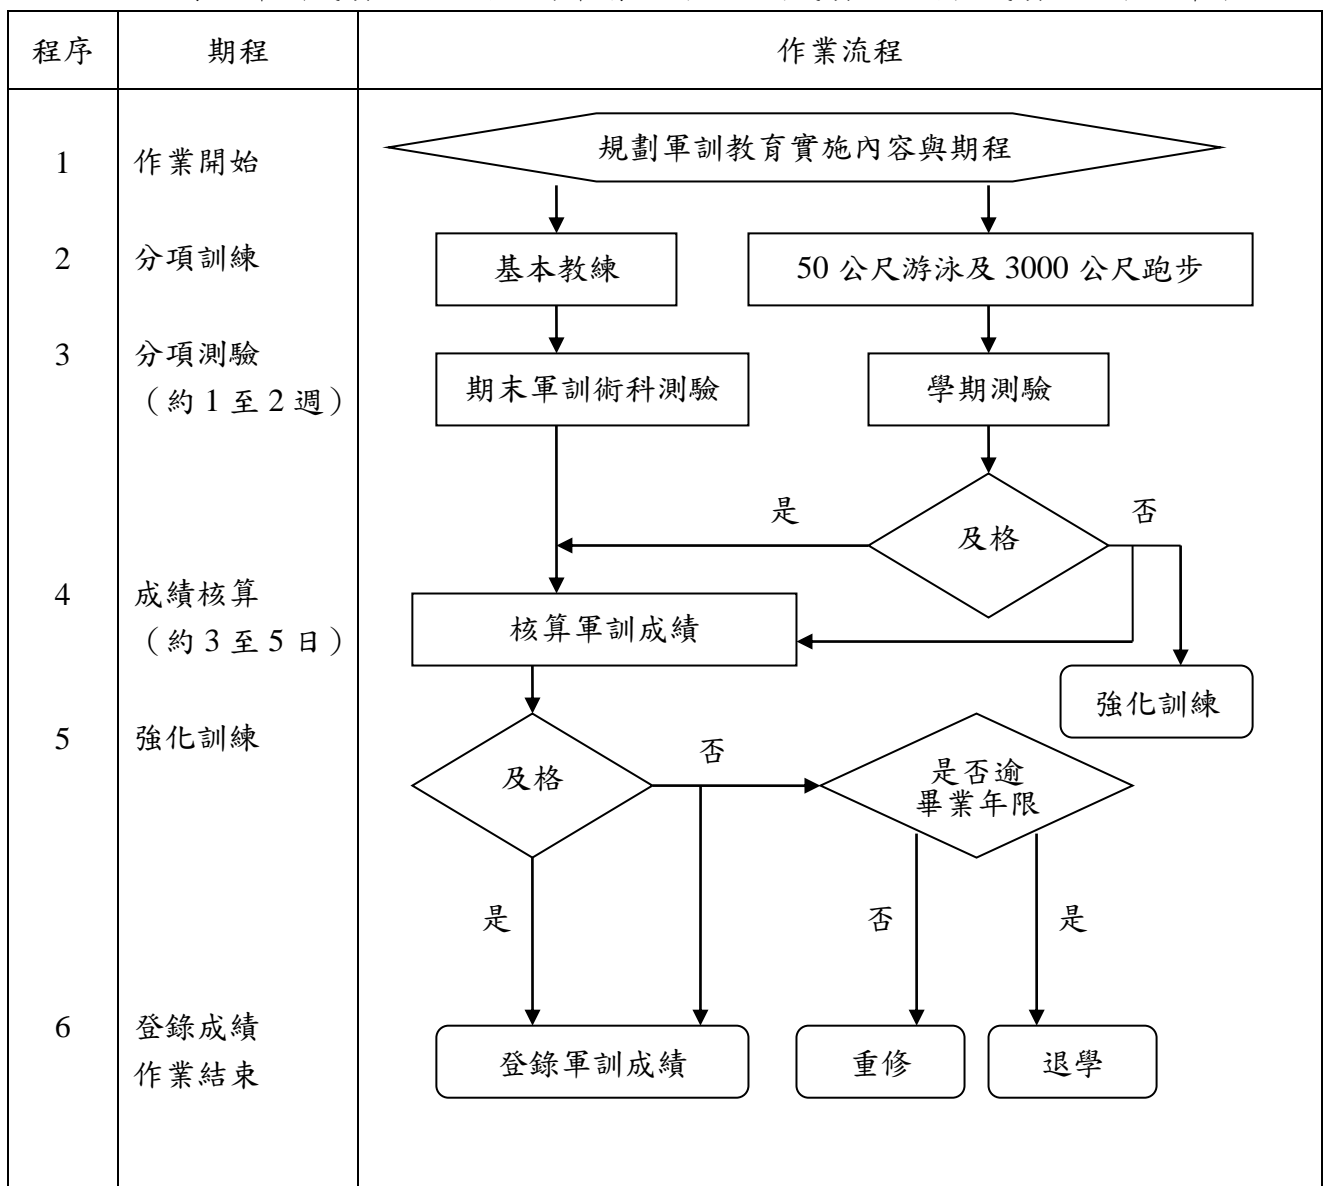 程序 期程 作業流程
1 作業開始 規劃軍訓教育實施內容與期程
2 分項訓練 基本教練 50 公尺游泳及 3000 公尺跑步
3 分項測驗 期末軍訓術科測驗 學期測驗
（約 1 至 2 週）
是 及格 否
4 成績核算 核算軍訓成績
（約 3 至 5 日）
強化訓練
5 強化訓練 及格 否 是否逾
畢業年限
是 否 是
6 登錄成績 登錄軍訓成績 重修 退學
作業結束